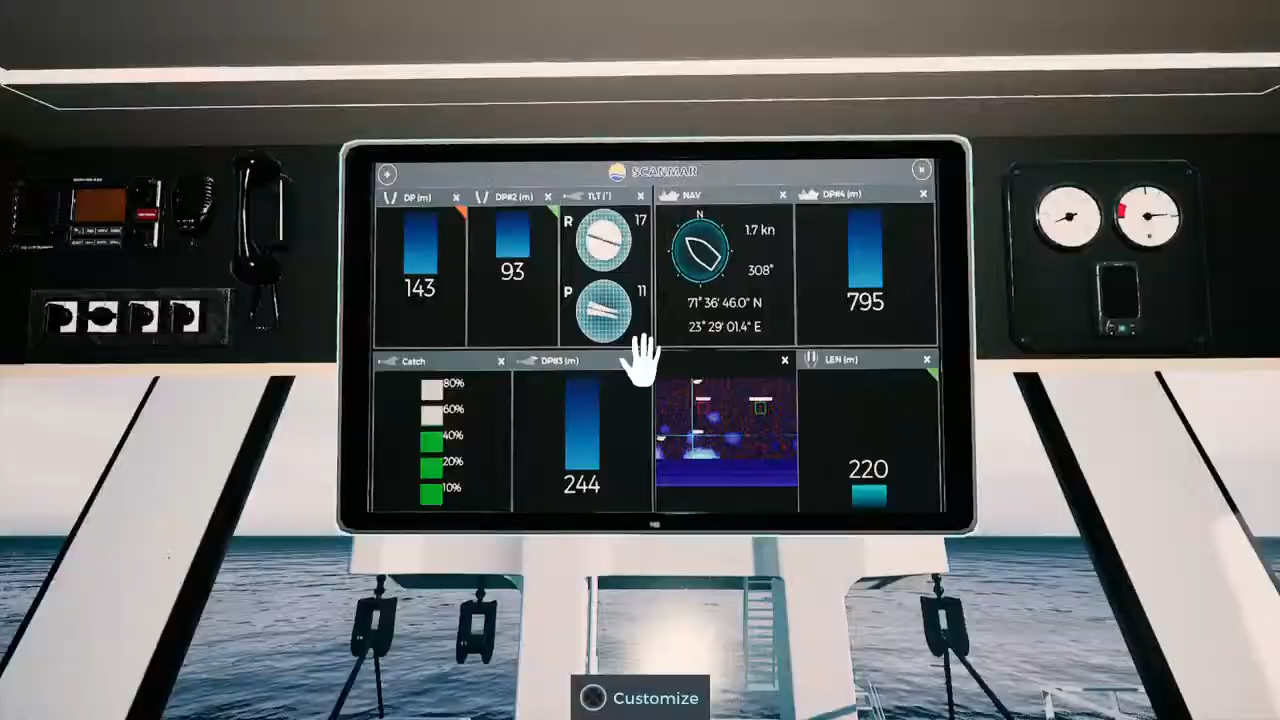 SCANMAR
DP (m)
DP#2 (m)
TLT (°)
NAV
DP#4 (m)
143
93
R
17
P
11
N
1.7 kn
308°
71° 36' 46.0" N
23° 29' 01.4" E
795
Catch
DP#3 (m)
LEN (m)
80%
60%
40%
20%
10%
244
220
Customize